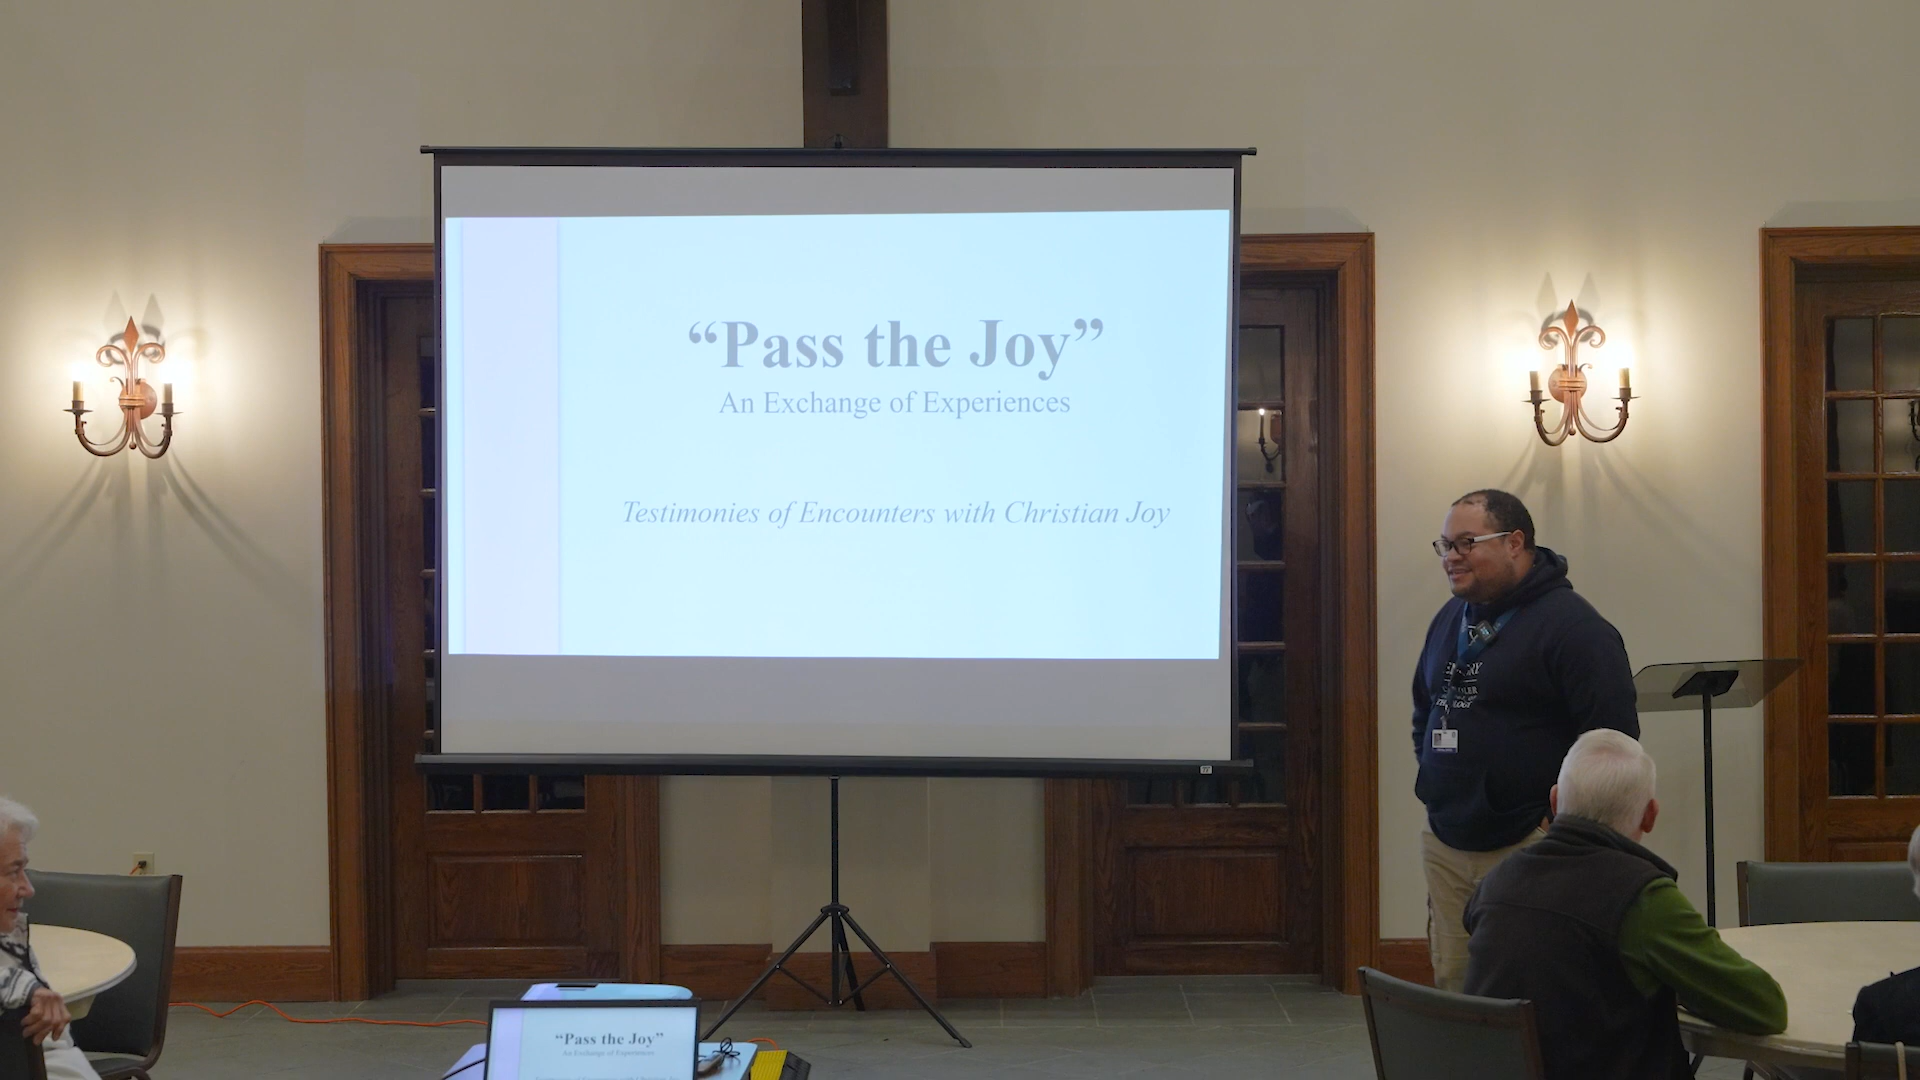 “Pass the Joy”
An Exchange of Experiences
Testimonies of Encounters with Christian Joy
“Pass the Joy”
An Exchange of Experiences